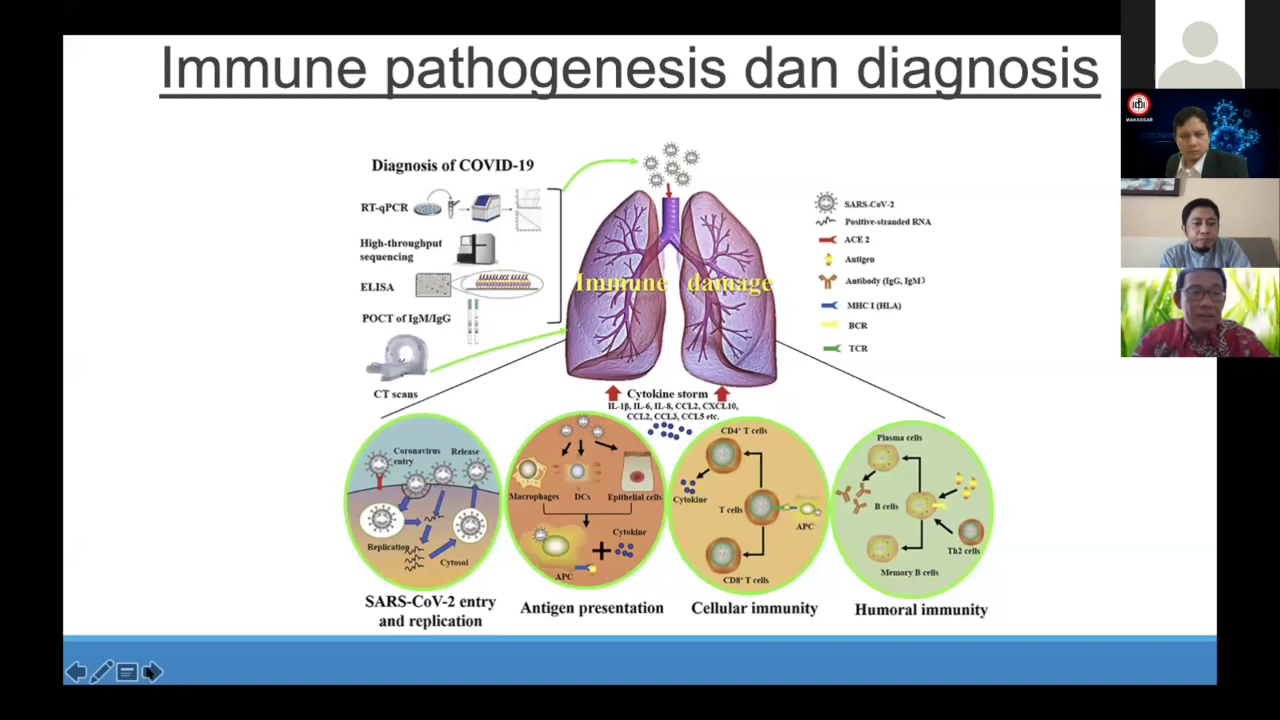 Immune pathogenesis dan diagnosis
Diagnosis of COVID-19
RT-qPCR
High-throughput
sequencing
ELISA
POCT of IgM/IgG
CT scans
Immune damage
SARS-CoV-2
Positive-stranded RNA
ACE 2
Antigen
Antibody (IgG, IgM)
MHC I (HLA)
BCR
TCR
Cytokine storm
IL-1β, IL-6, IL-8, CCL2, CXCL10,
CCL2, CCL3, CCL5 etc.
Coronavirus
entry
Release
Replication
Cytosol
SARS-CoV-2 entry
and replication
Macrophages
DCs
Epithelial cells
Cytokine
APC
Antigen presentation
CD4⁺ T cells
Cytokine
T cells
APC
CD8⁺ T cells
Cellular immunity
Plasma cells
B cells
Th2 cells
Memory B cells
Humoral immunity
IDI
MAKASSAR